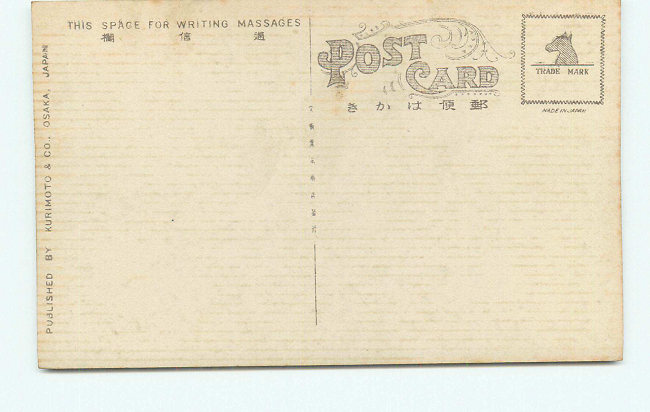 THIS SPACE FOR WRITING MASSAGES
通信欄
POST CARD
郵便はかき
TRADE MARK
MADE IN JAPAN
PUBLISHED BY KURIMOTO & CO., OSAKA, JAPAN